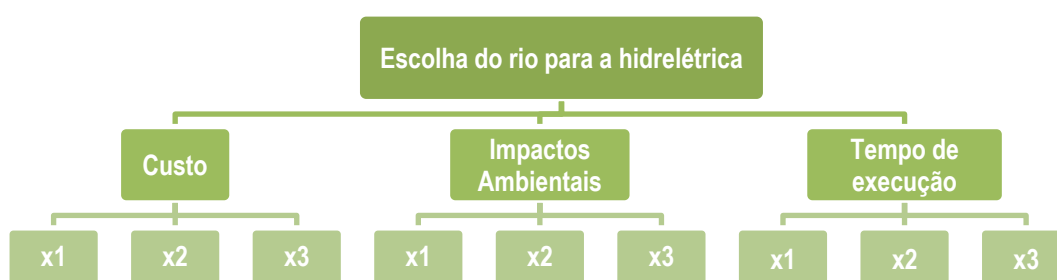 Escolha do rio para a hidrelétrica
Custo
Impactos
Ambientais
Tempo de
execução
x1
x2
x3
x1
x2
x3
x1
x2
x3